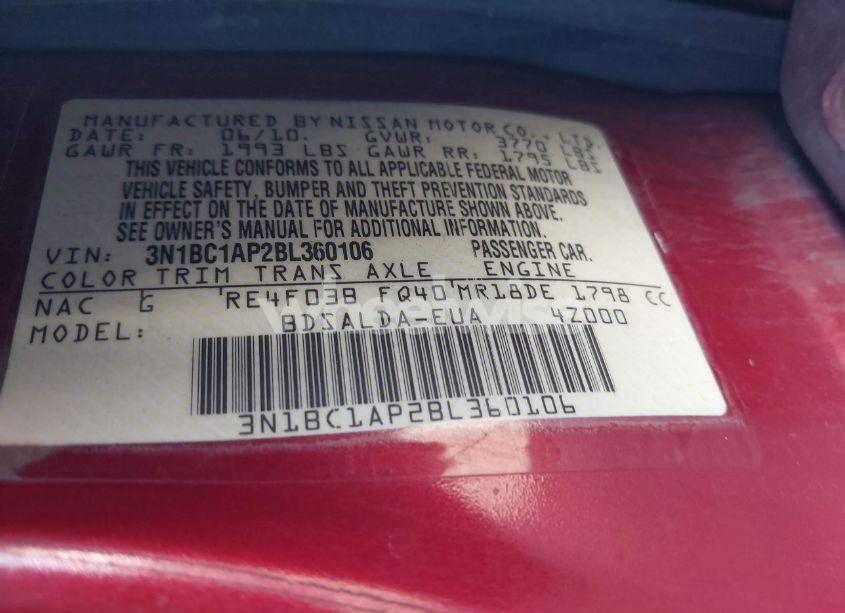 MANUFACTURED BY NISSAN MOTOR CO., LTD.
DATE: 06/10. GVWR: 3770 LBS
GAWR FR: 1993 LBS GAWR RR: 1795 LBS
THIS VEHICLE CONFORMS TO ALL APPLICABLE FEDERAL MOTOR
VEHICLE SAFETY, BUMPER AND THEFT PREVENTION STANDARDS
IN EFFECT ON THE DATE OF MANUFACTURE SHOWN ABOVE.
SEE OWNER'S MANUAL FOR ADDITIONAL INFORMATION.
VIN: 3N1BC1AP2BL360106 PASSENGER CAR.
COLOR TRIM TRANS AXLE ENGINE
NAC G RE4F03B FQ40 MR18DE 1798 CC
MODEL: BDSALDA-EUA 4Z000
3N1BC1AP2BL360106